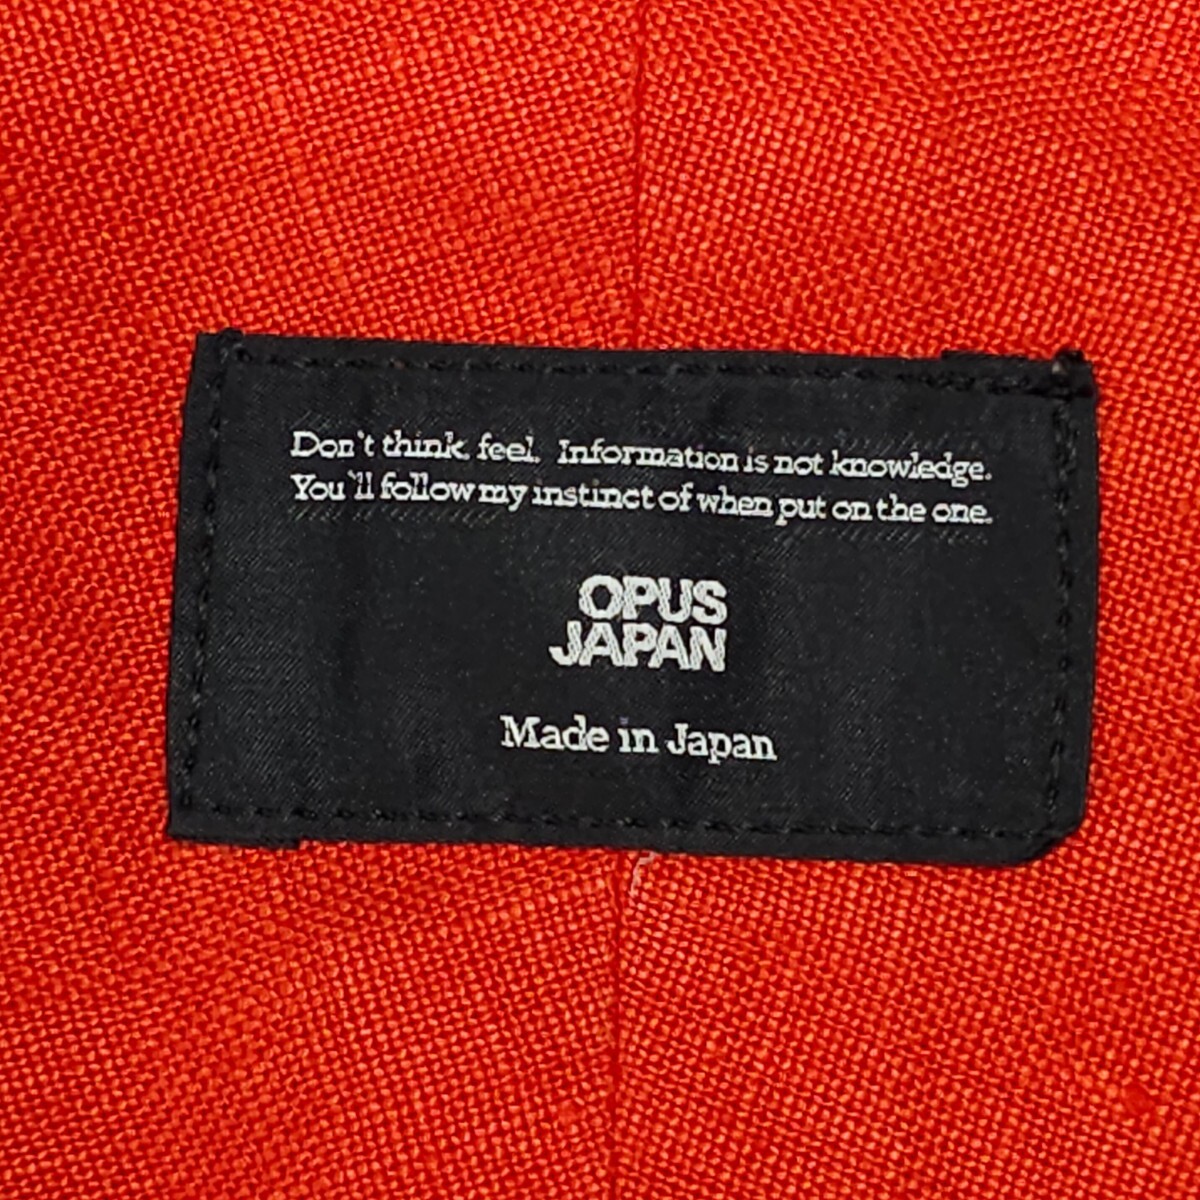 Don't think. feel. Information is not knowledge.
You'll follow my instinct of when put on the one.
OPUS
JAPAN
Made in Japan